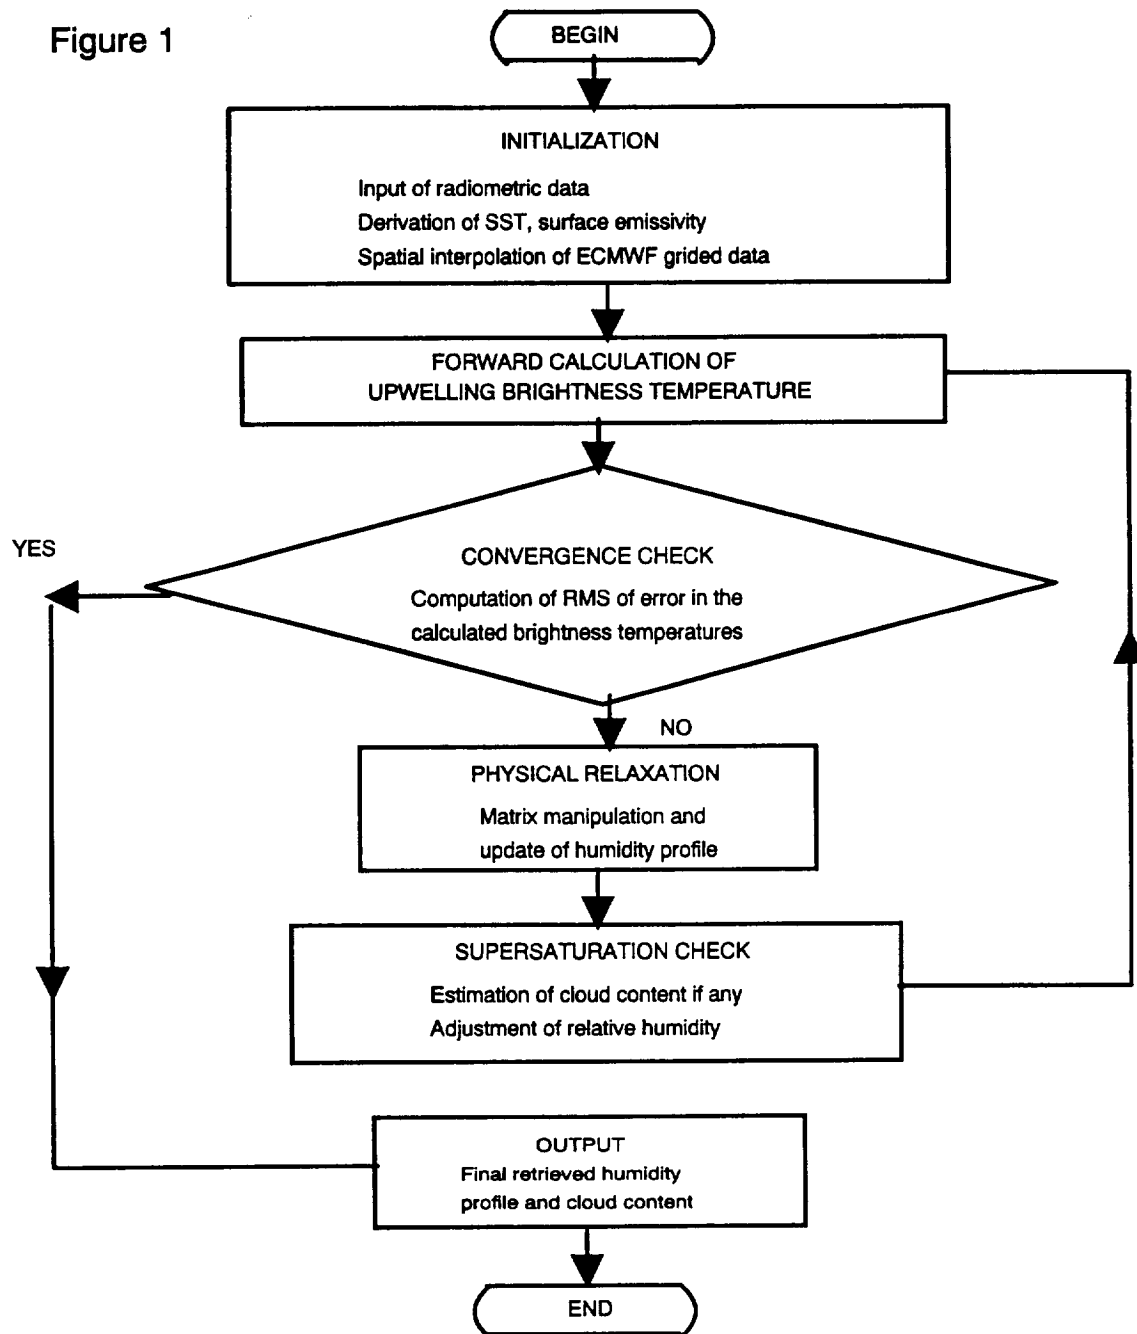 Figure 1
BEGIN
INITIALIZATION
Input of radiometric data
Derivation of SST, surface emissivity
Spatial interpolation of ECMWF grided data
FORWARD CALCULATION OF
UPWELLING BRIGHTNESS TEMPERATURE
YES
CONVERGENCE CHECK
Computation of RMS of error in the
calculated brightness temperatures
NO
PHYSICAL RELAXATION
Matrix manipulation and
update of humidity profile
SUPERSATURATION CHECK
Estimation of cloud content if any
Adjustment of relative humidity
OUTPUT
Final retrieved humidity
profile and cloud content
END